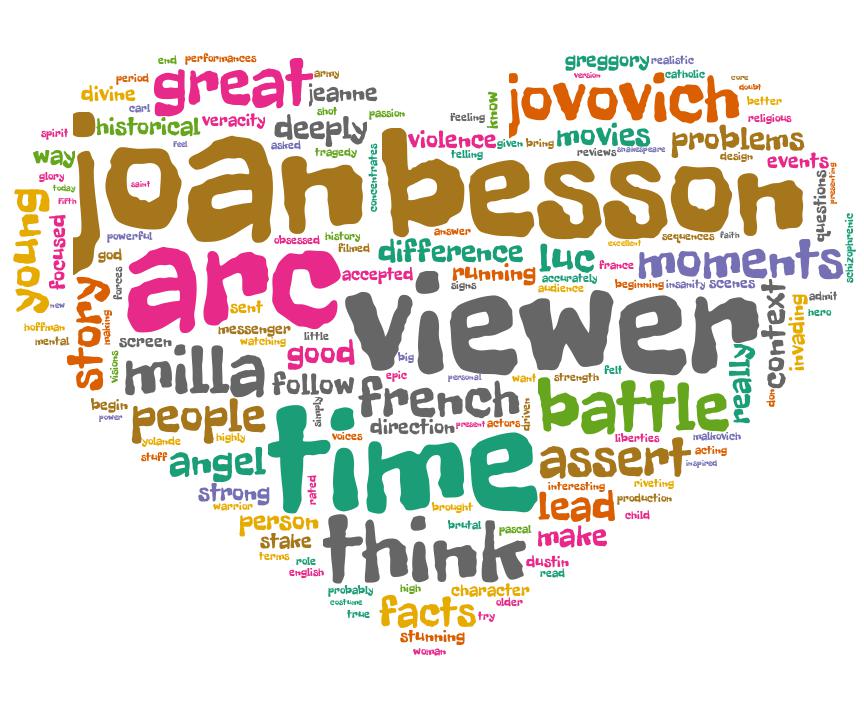 end performances
period great army
greggory realistic
version catholic core
divine jeanne
jovovich doubt better
carl shot passion
historical veracity deeply
feeling know religious
spirit feel asked tragedy
violence given bring movies problems
telling reviews shakespeare design
way joan besson events
glory saint concentrates presenting
today
fifth
young focused
questions
powerful obsessed history answer
sequences faith schizophrenic
god filmed difference excellent
arc luc france moments
accepted running accurately
forces signs audience beginning insanity scenes
new story sent viewer context invading admit
hoffman making messenger hero
mental screen watching little
visions good big really
milla epic personal felt
follow french want strength don
begin simply driven battle
power people direction present actors
yolande highly voices time liberties malkovich
stuff angel assert acting
inspired
strong rated interesting riveting
warrior brought lead production
person think brutal pascal make child
stake
terms role dustin
english read
probably high character
costume older
true facts try
stunning
woman